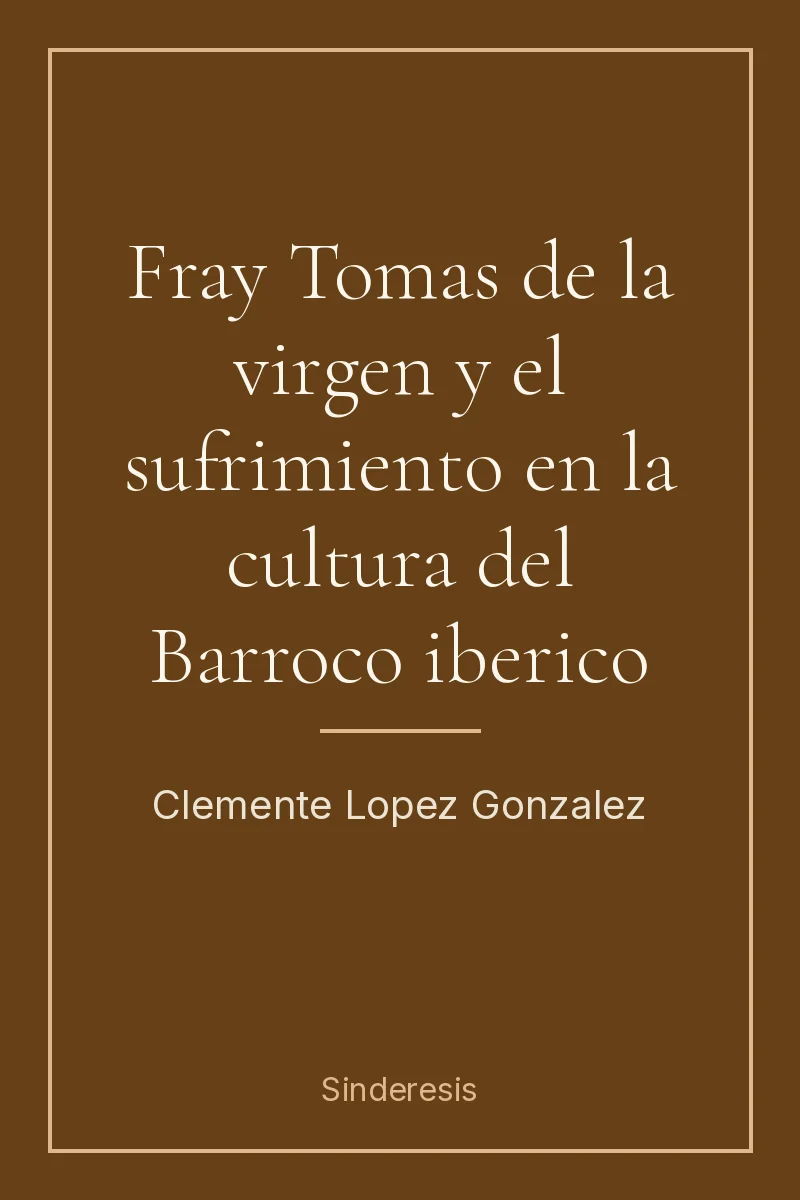 Fray Tomas de la
virgen y el
sufrimiento en la
cultura del
Barroco iberico
Clemente Lopez Gonzalez
Sinderesis